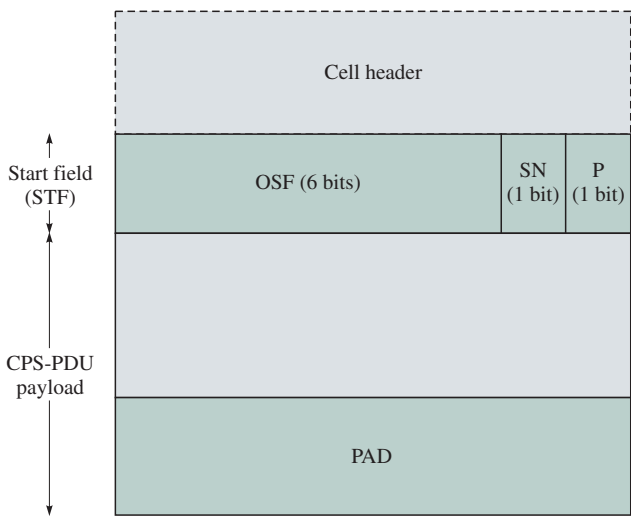 Cell header
Start field
(STF)
OSF (6 bits)
SN
(1 bit)
P
(1 bit)
CPS-PDU
payload
PAD